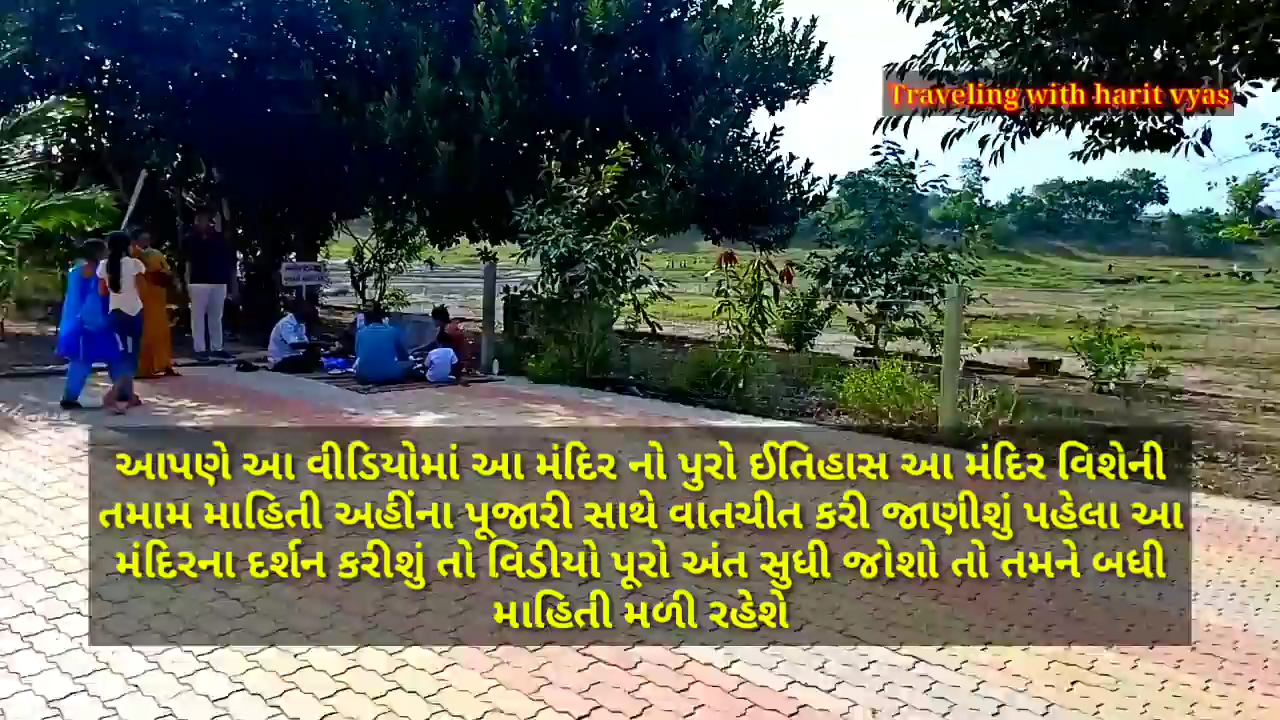 Traveling with harit vyas
આપણે આ વીડિયોમાં આ મંદિર નો પુરો ઈતિહાસ આ મંદિર વિશેની
તમામ માહિતી અહીંના પૂજારી સાથે વાતચીત કરી જાણીશું પહેલા આ
મંદિરના દર્શન કરીશું તો વિડીયો પૂરો અંત સુધી જોશો તો તમને બધી
માહિતી મળી રહેશે